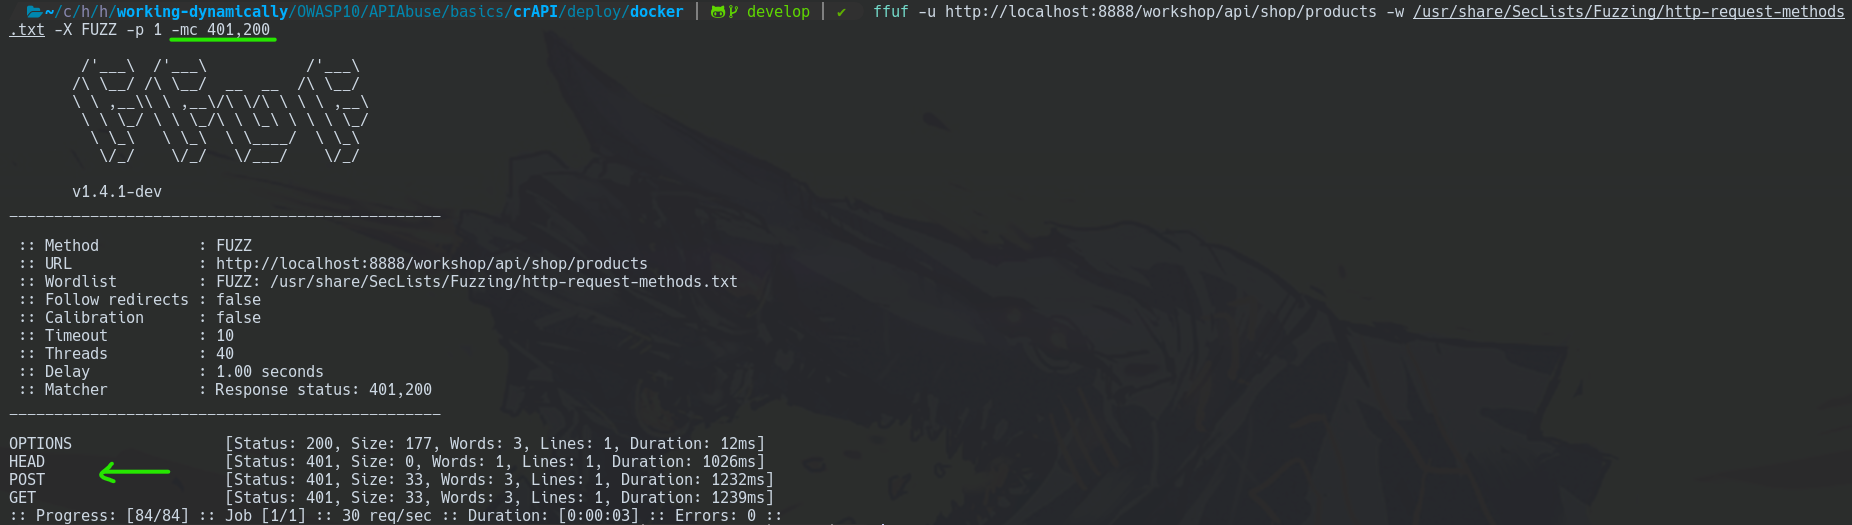 ~/c/h/h/working-dynamically/OWASP10/APIAbuse/basics/crAPI/deploy/docker | develop | ✔ ffuf -u http://localhost:8888/workshop/api/shop/products -w /usr/share/SecLists/Fuzzing/http-request-methods
.txt -X FUZZ -p 1 -mc 401,200
        /'___\  /'___\           /'___\
       /\ \__/ /\ \__/  __  __  /\ \__/
       \ \ ,__\\ \ ,__\/\ \/\ \ \ \ ,__\
        \ \ \_/ \ \ \_/\ \ \_\ \ \ \ \_/
         \ \_\   \ \_\  \ \____/  \ \_\
          \/_/    \/_/   \/___/    \/_/
v1.4.1-dev
________________________________________________
:: Method : FUZZ
:: URL : http://localhost:8888/workshop/api/shop/products
:: Wordlist : FUZZ: /usr/share/SecLists/Fuzzing/http-request-methods.txt
:: Follow redirects : false
:: Calibration : false
:: Timeout : 10
:: Threads : 40
:: Delay : 1.00 seconds
:: Matcher : Response status: 401,200
________________________________________________
OPTIONS [Status: 200, Size: 177, Words: 3, Lines: 1, Duration: 12ms]
HEAD [Status: 401, Size: 0, Words: 1, Lines: 1, Duration: 1026ms]
POST [Status: 401, Size: 33, Words: 3, Lines: 1, Duration: 1232ms]
GET [Status: 401, Size: 33, Words: 3, Lines: 1, Duration: 1239ms]
:: Progress: [84/84] :: Job [1/1] :: 30 req/sec :: Duration: [0:00:03] :: Errors: 0 ::